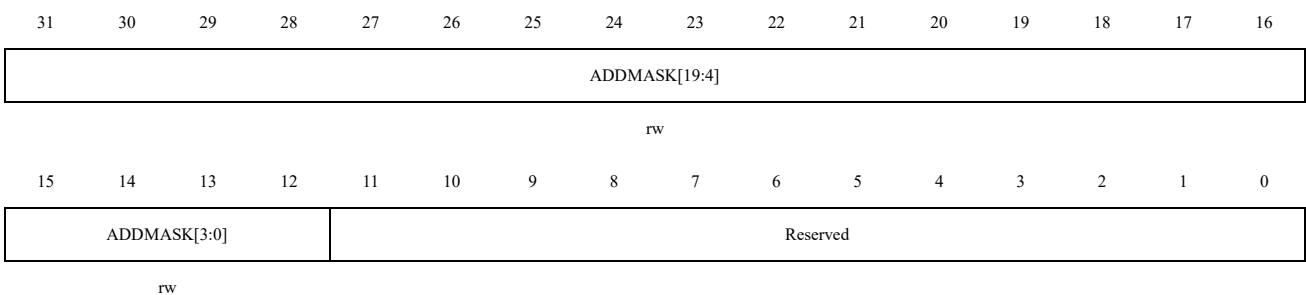 31 30 29 28 27 26 25 24 23 22 21 20 19 18 17 16
ADDMASK[19:4]
rw
15 14 13 12 11 10 9 8 7 6 5 4 3 2 1 0
ADDMASK[3:0] Reserved
rw